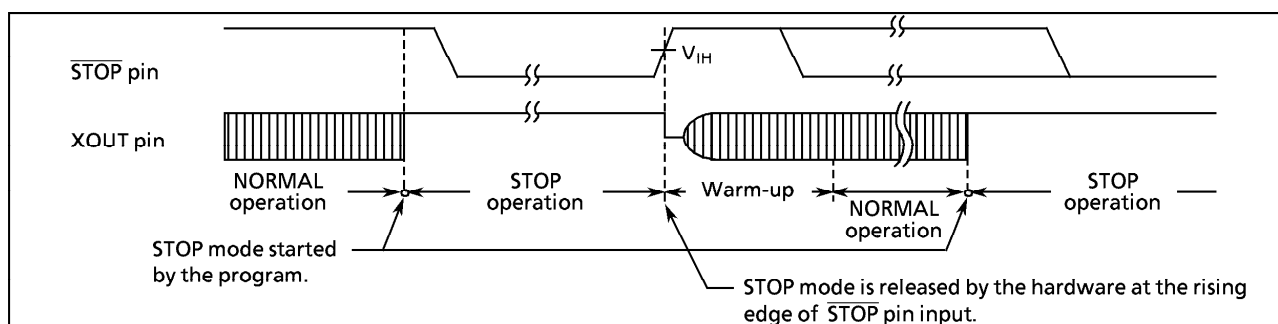 STOP pin
VIH
XOUT pin
NORMAL
operation
STOP
operation
Warm-up
NORMAL
operation
STOP
operation
STOP mode started
by the program.
STOP mode is released by the hardware at the rising
edge of STOP pin input.